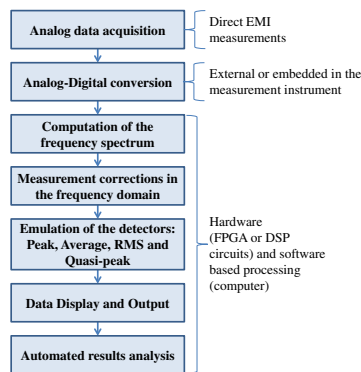 Analog data acquisition
Direct EMI
measurements
Analog-Digital conversion
External or embedded in the
measurement instrument
Computation of the
frequency spectrum
Measurement corrections in
the frequency domain
Emulation of the detectors:
Peak, Average, RMS and
Quasi-peak
Data Display and Output
Automated results analysis
Hardware
(FPGA or DSP
circuits) and software
based processing
(computer)